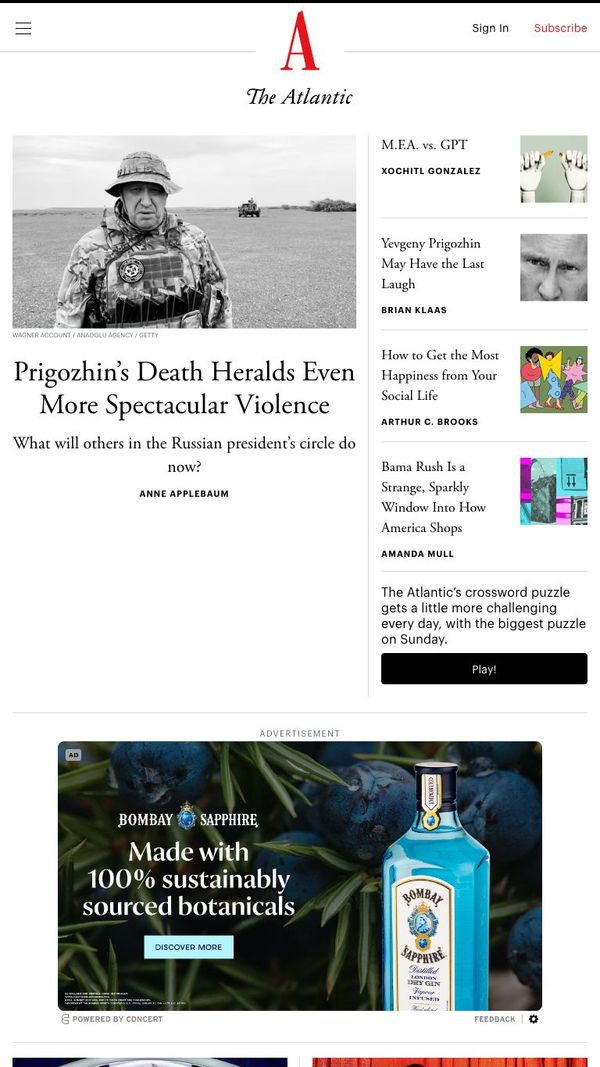 Sign In
Subscribe
A
The Atlantic
WAGNER ACCOUNT / ANADOLU AGENCY / GETTY
Prigozhin's Death Heralds Even
More Spectacular Violence
What will others in the Russian president's circle do
now?
ANNE APPLEBAUM
M.F.A. vs. GPT
XOCHITL GONZALEZ
Yevgeny Prigozhin
May Have the Last
Laugh
BRIAN KLAAS
How to Get the Most
Happiness from Your
Social Life
ARTHUR C. BROOKS
Bama Rush Is a
Strange, Sparkly
Window Into How
America Shops
AMANDA MULL
The Atlantic's crossword puzzle
gets a little more challenging
every day, with the biggest puzzle
on Sunday.
Play!
ADVERTISEMENT
AD
BOMBAY SAPPHIRE
Made with
100% sustainably
sourced botanicals
DISCOVER MORE
IMPORTED
BOMBAY
SAPPHIRE
Distilled
LONDON
DRY GIN
Vapour
INFUSED
POWERED BY CONCERT
FEEDBACK